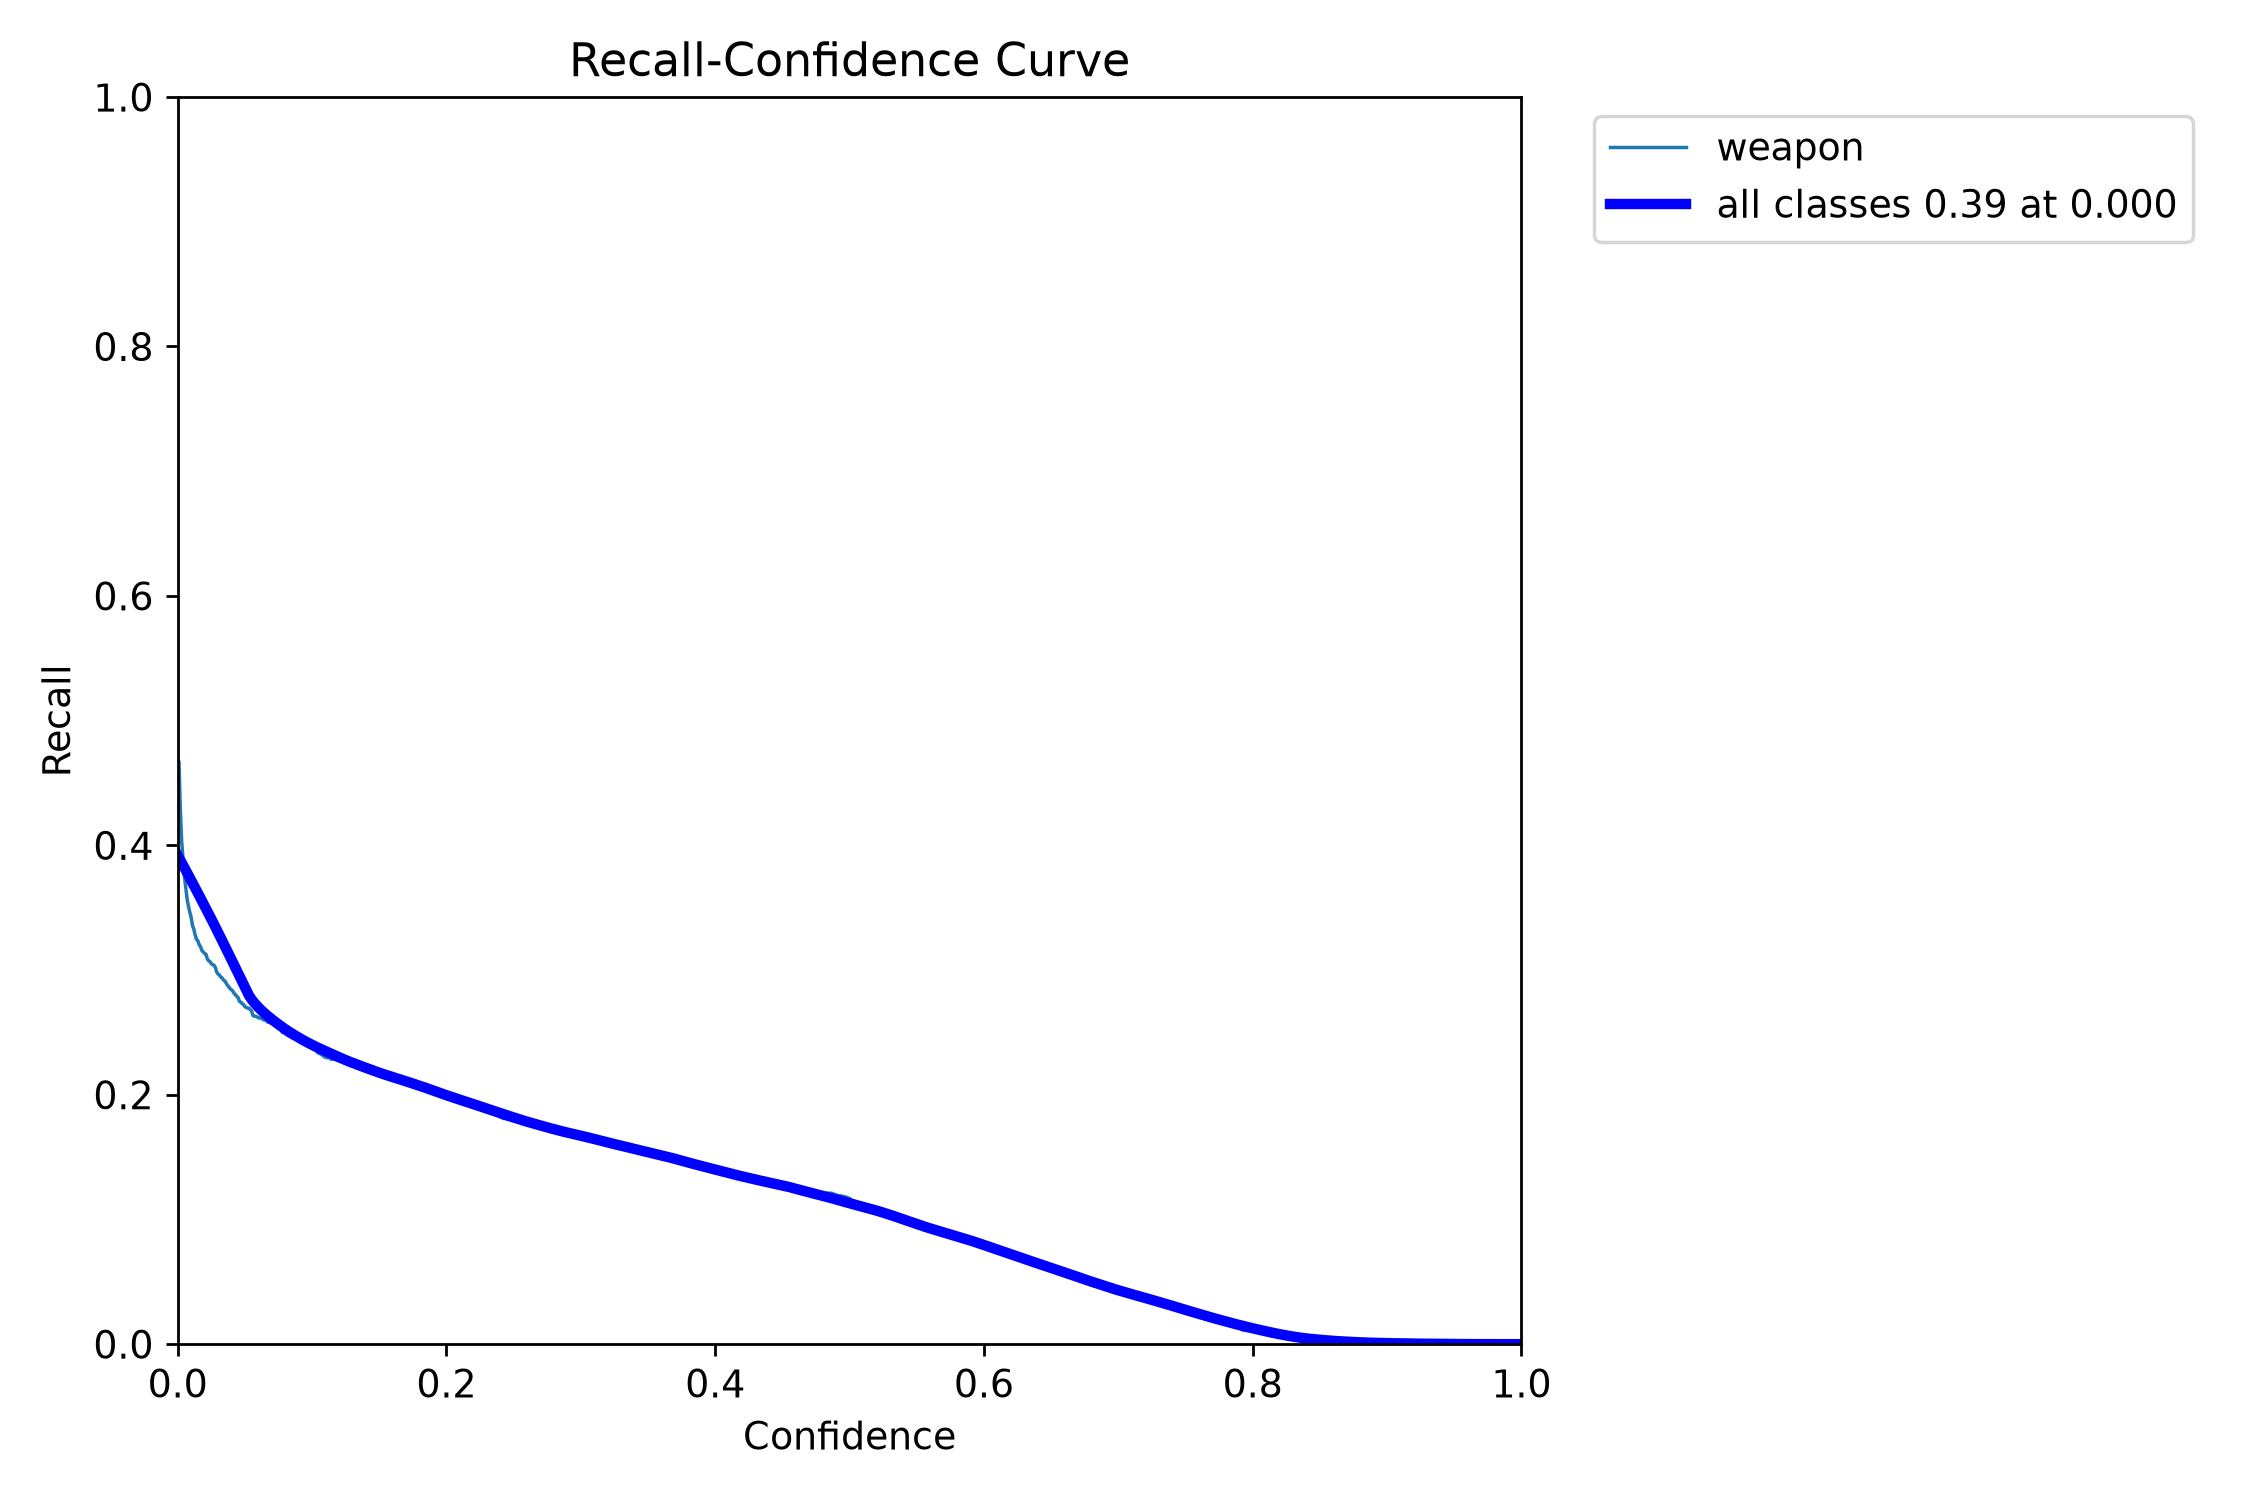 Recall-Confidence Curve
1.0
0.8
0.6
0.4
0.2
0.0
Recall
0.0 0.2 0.4 0.6 0.8 1.0
Confidence
weapon
all classes 0.39 at 0.000